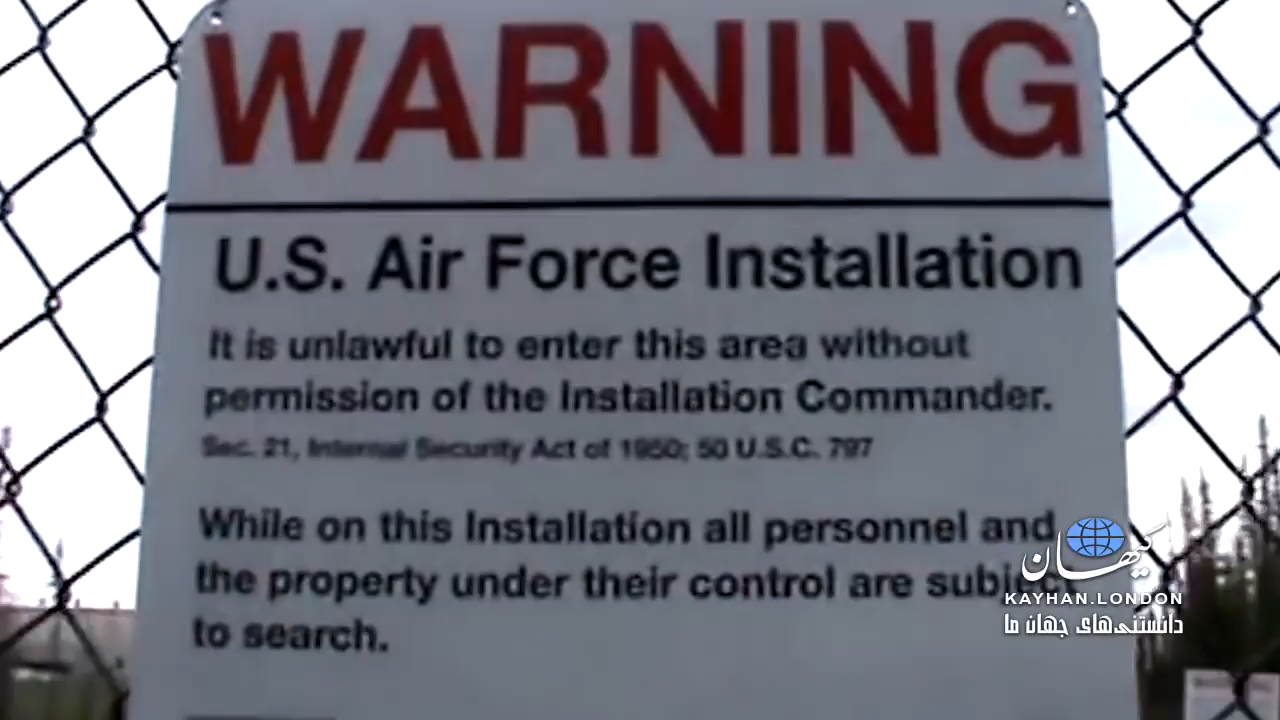 WARNING
U.S. Air Force Installation
It is unlawful to enter this area without
permission of the Installation Commander.
Sec. 21, Internal Security Act of 1950; 50 U.S.C. 797
While on this Installation all personnel and
the property under their control are subject
to search.
کیهان
KAYHAN.LONDON
دانستنی‌های جهان ما